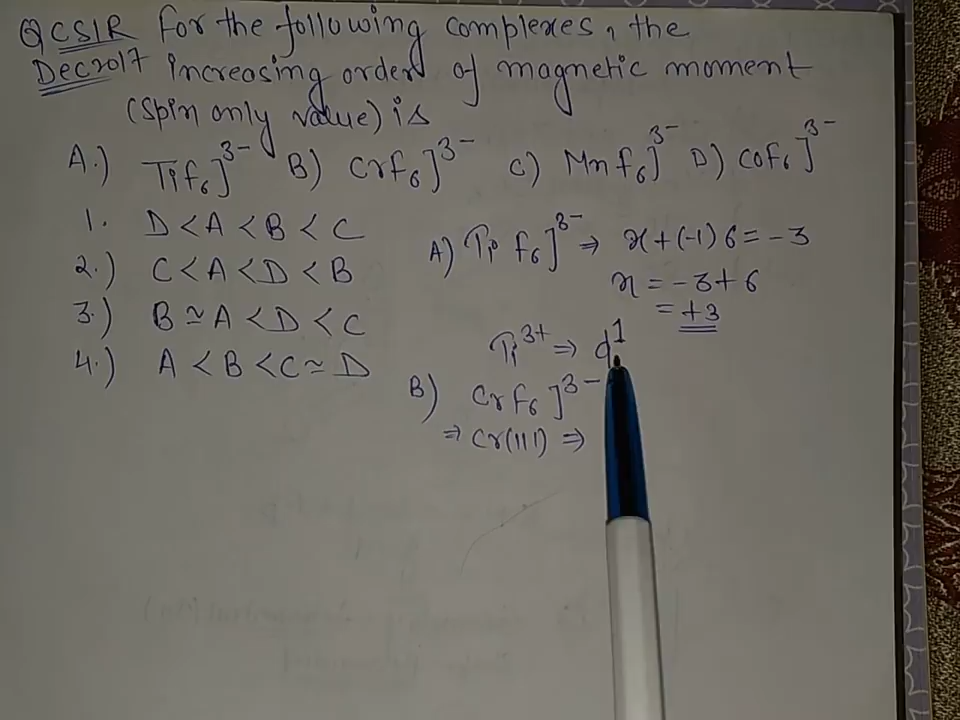 Q CSIR For the following complexes, the
Dec 2017 increasing order of magnetic moment
(spin only value) is
A.) TiF6]3- B) CrF6]3- C) MnF6]3- D) CoF6]3-
1. D < A < B < C
2.) C < A < D < B
3.) B ≃ A < D < C
4.) A < B < C ≃ D
A) TiF6]3- ⇒ x + (-1) 6 = -3
x = -3 + 6
= +3
Ti3+ ⇒ d1
B) CrF6]3-
⇒ Cr(III) ⇒